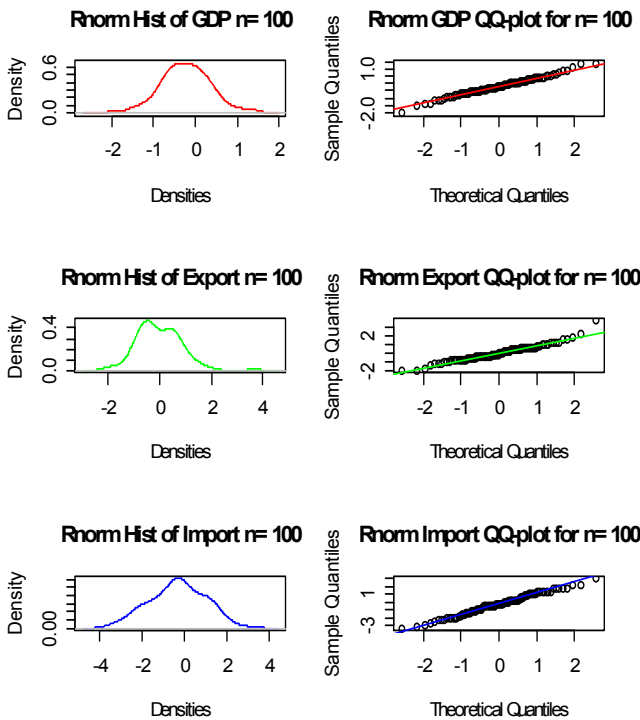 Rnorm Hist of GDP n= 100
Density
0.0 0.6
-2 -1 0 1 2
Densities
Rnorm GDP QQ-plot for n= 100
Sample Quantiles
-2.0 1.0
-2 -1 0 1 2
Theoretical Quantiles
Rnorm Hist of Export n= 100
Density
0.0 0.4
-2 0 2 4
Densities
Rnorm Export QQ-plot for n= 100
Sample Quantiles
-2 2
-2 -1 0 1 2
Theoretical Quantiles
Rnorm Hist of Import n= 100
Density
0.00
-4 -2 0 2 4
Densities
Rnorm Import QQ-plot for n= 100
Sample Quantiles
-3 1
-2 -1 0 1 2
Theoretical Quantiles